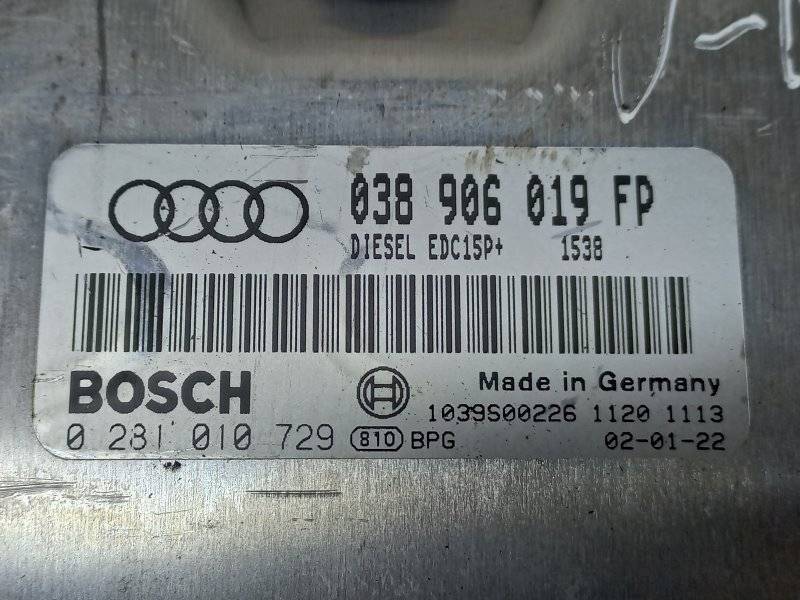 038 906 019 FP
DIESEL EDC15P+ 1538
BOSCH
Made in Germany
1039S00226 1120 1113
0 281 010 729 810 BPG 02-01-22